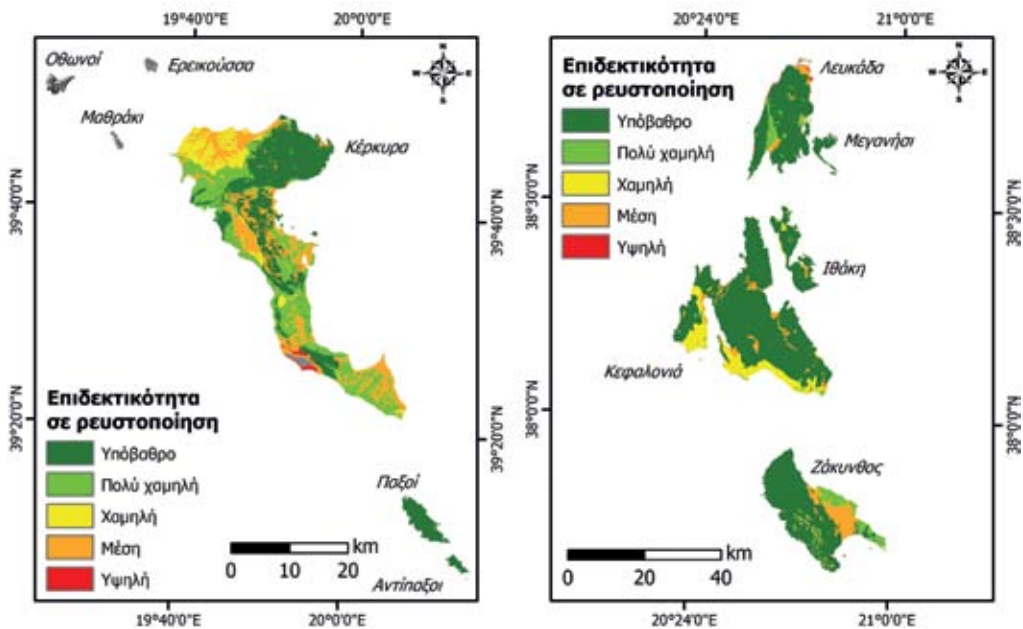 19°40'0"E
20°0'0"E
Οθωνοί
Ερεικούσσα
Μαθράκι
Κέρκυρα
N
W
E
S
39°40'0"N
39°40'0"N
39°20'0"N
39°20'0"N
Επιδεκτικότητα
σε ρευστοποίηση
Υπόβαθρο
Πολύ χαμηλή
Χαμηλή
Μέση
Υψηλή
Παξοί
Αντίπαξοι
km
0 10 20
19°40'0"E
20°0'0"E
20°24'0"E
21°0'0"E
Επιδεκτικότητα
σε ρευστοποίηση
Υπόβαθρο
Πολύ χαμηλή
Χαμηλή
Μέση
Υψηλή
N
W
E
S
Λευκάδα
Μεγανήσι
Ιθάκη
Κεφαλονιά
Ζάκυνθος
38°30'0"N
38°30'0"N
38°0'0"N
38°0'0"N
km
0 20 40
20°24'0"E
21°0'0"E